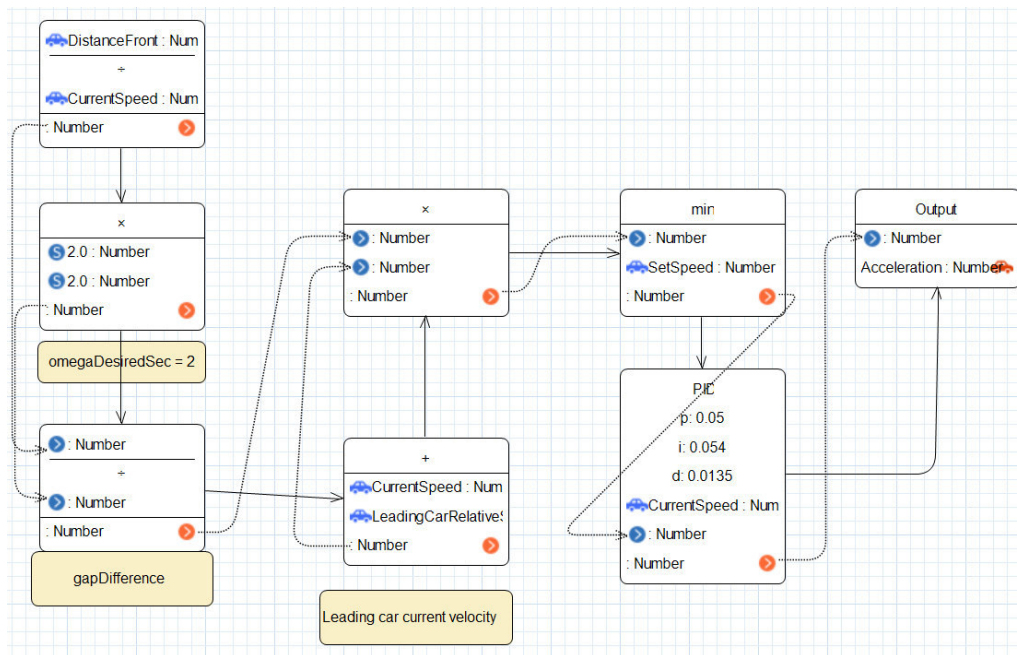 DistanceFront : Num
÷
CurrentSpeed : Num
: Number
×
S 2.0 : Number
S 2.0 : Number
: Number
omegaDesiredSec = 2
: Number
÷
: Number
: Number
gapDifference
×
: Number
: Number
: Number
+
CurrentSpeed : Num
LeadingCarRelativeS
: Number
Leading car current velocity
min
: Number
SetSpeed : Number
: Number
PID
p: 0.05
i: 0.054
d: 0.0135
CurrentSpeed : Num
: Number
: Number
Output
: Number
Acceleration : Number